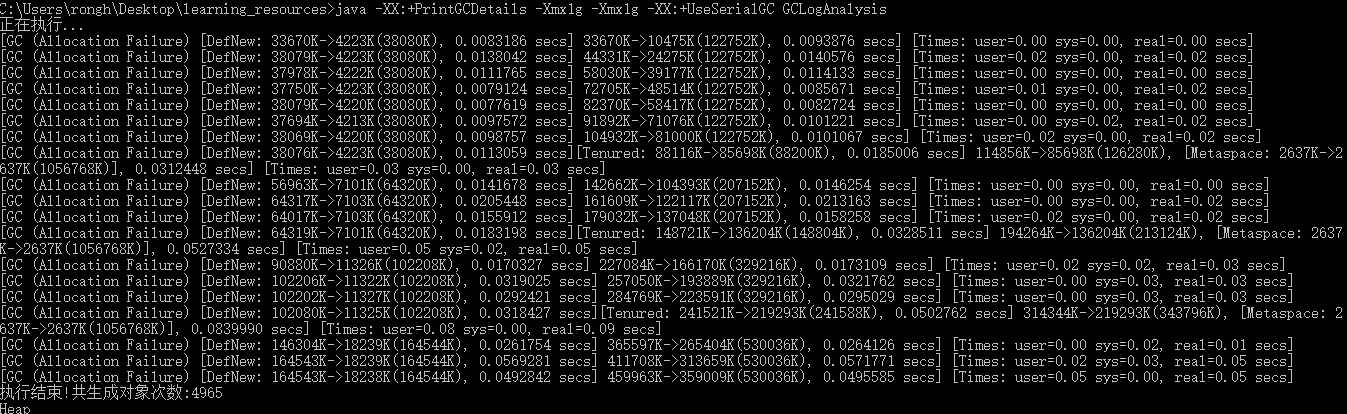 C:\Users\rongh\Desktop\learning_resources>java -XX:+PrintGCDetails -Xmx1g -Xmx1g -XX:+UseSerialGC GCLogAnalysis
正在执行...
[GC (Allocation Failure) [DefNew: 33670K->4223K(38080K), 0.0083186 secs] 33670K->10475K(122752K), 0.0093876 secs] [Times: user=0.00 sys=0.00, real=0.00 secs]
[GC (Allocation Failure) [DefNew: 38079K->4220K(38080K), 0.0138042 secs] 44331K->24275K(122752K), 0.0140576 secs] [Times: user=0.02 sys=0.00, real=0.02 secs]
[GC (Allocation Failure) [DefNew: 37978K->4222K(38080K), 0.0111765 secs] 58030K->39177K(122752K), 0.0114133 secs] [Times: user=0.00 sys=0.00, real=0.00 secs]
[GC (Allocation Failure) [DefNew: 37750K->4223K(38080K), 0.0079124 secs] 72705K->48514K(122752K), 0.0085671 secs] [Times: user=0.01 sys=0.00, real=0.02 secs]
[GC (Allocation Failure) [DefNew: 38079K->4220K(38080K), 0.0077619 secs] 82370K->58417K(122752K), 0.0082724 secs] [Times: user=0.00 sys=0.00, real=0.00 secs]
[GC (Allocation Failure) [DefNew: 37694K->4213K(38080K), 0.0097572 secs] 91892K->71076K(122752K), 0.0101221 secs] [Times: user=0.00 sys=0.02, real=0.02 secs]
[GC (Allocation Failure) [DefNew: 38069K->4220K(38080K), 0.0098757 secs] 104932K->81000K(122752K), 0.0101067 secs] [Times: user=0.02 sys=0.00, real=0.02 secs]
[GC (Allocation Failure) [DefNew: 38076K->4223K(38080K), 0.0113059 secs][Tenured: 88116K->85698K(88200K), 0.0185006 secs] 114856K->85698K(126280K), [Metaspace: 2637K->2
637K(1056768K)], 0.0312448 secs] [Times: user=0.03 sys=0.00, real=0.03 secs]
[GC (Allocation Failure) [DefNew: 56963K->7101K(64320K), 0.0141678 secs] 142662K->104393K(207152K), 0.0146254 secs] [Times: user=0.00 sys=0.00, real=0.00 secs]
[GC (Allocation Failure) [DefNew: 64317K->7103K(64320K), 0.0205448 secs] 161609K->122117K(207152K), 0.0213163 secs] [Times: user=0.00 sys=0.00, real=0.02 secs]
[GC (Allocation Failure) [DefNew: 64017K->7103K(64320K), 0.0155912 secs] 179032K->137048K(207152K), 0.0158258 secs] [Times: user=0.02 sys=0.00, real=0.02 secs]
[GC (Allocation Failure) [DefNew: 64319K->7101K(64320K), 0.0183198 secs][Tenured: 148721K->136204K(148804K), 0.0328511 secs] 194264K->136204K(213124K), [Metaspace: 2637
K->2637K(1056768K)], 0.0527334 secs] [Times: user=0.05 sys=0.02, real=0.05 secs]
[GC (Allocation Failure) [DefNew: 90880K->11326K(102208K), 0.0170327 secs] 227084K->166170K(329216K), 0.0173109 secs] [Times: user=0.02 sys=0.02, real=0.03 secs]
[GC (Allocation Failure) [DefNew: 102206K->11322K(102208K), 0.0319025 secs] 257050K->193889K(329216K), 0.0321762 secs] [Times: user=0.00 sys=0.03, real=0.03 secs]
[GC (Allocation Failure) [DefNew: 102202K->11327K(102208K), 0.0292421 secs] 284769K->223591K(329216K), 0.0295029 secs] [Times: user=0.00 sys=0.03, real=0.03 secs]
[GC (Allocation Failure) [DefNew: 102080K->11325K(102208K), 0.0318427 secs][Tenured: 241521K->219293K(241588K), 0.0502762 secs] 314344K->219293K(343796K), [Metaspace: 2
637K->2637K(1056768K)], 0.0839990 secs] [Times: user=0.08 sys=0.00, real=0.09 secs]
[GC (Allocation Failure) [DefNew: 146304K->18239K(164544K), 0.0261754 secs] 365597K->265404K(530036K), 0.0264126 secs] [Times: user=0.00 sys=0.02, real=0.01 secs]
[GC (Allocation Failure) [DefNew: 164543K->18239K(164544K), 0.0569281 secs] 411708K->313659K(530036K), 0.0571771 secs] [Times: user=0.02 sys=0.03, real=0.05 secs]
[GC (Allocation Failure) [DefNew: 164543K->18238K(164544K), 0.0492842 secs] 459963K->359009K(530036K), 0.0495585 secs] [Times: user=0.05 sys=0.00, real=0.05 secs]
执行结束!共生成对象次数:4965
Heap